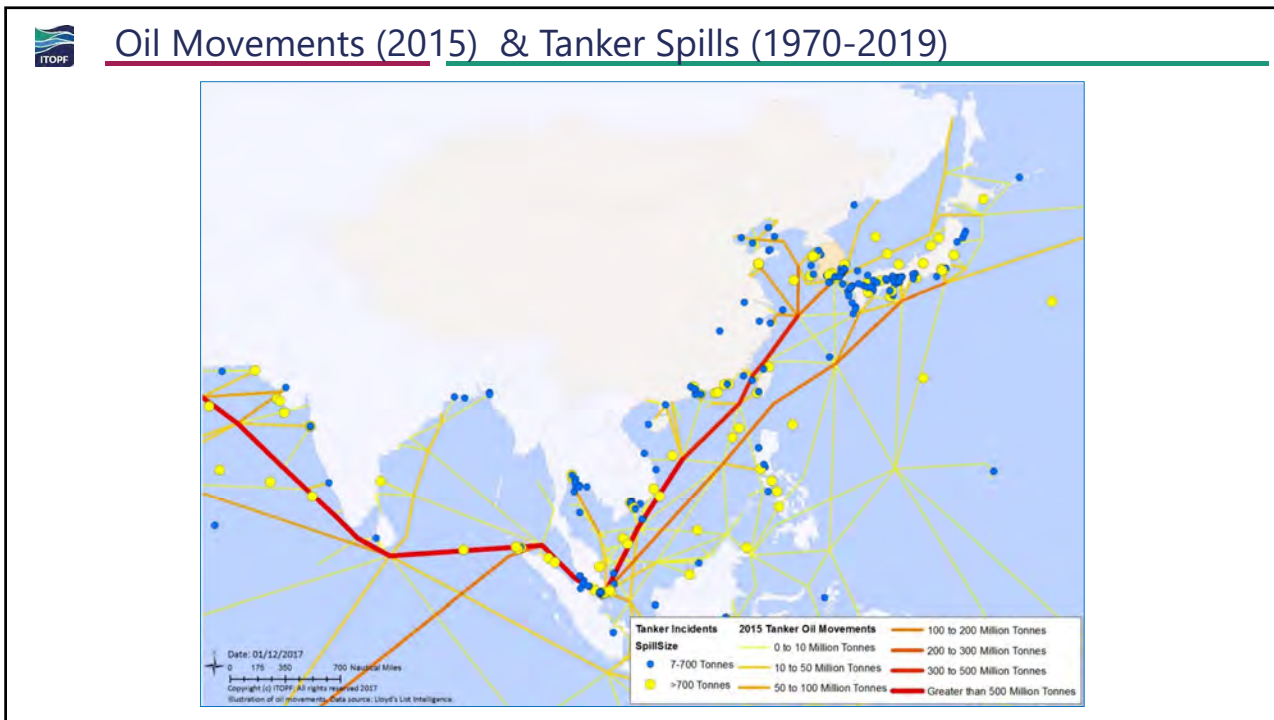 ITOPF
Oil Movements (2015) & Tanker Spills (1970-2019)
Tanker Incidents
SpillSize
7-700 Tonnes
>700 Tonnes
2015 Tanker Oil Movements
0 to 10 Million Tonnes
10 to 50 Million Tonnes
50 to 100 Million Tonnes
100 to 200 Million Tonnes
200 to 300 Million Tonnes
300 to 500 Million Tonnes
Greater than 500 Million Tonnes
Date: 01/12/2017
0 175 350 700 Nautical Miles
Copyright (c) ITOPF: All rights reserved 2017
Illustration of oil movements. Data source: Lloyd's List Intelligence.